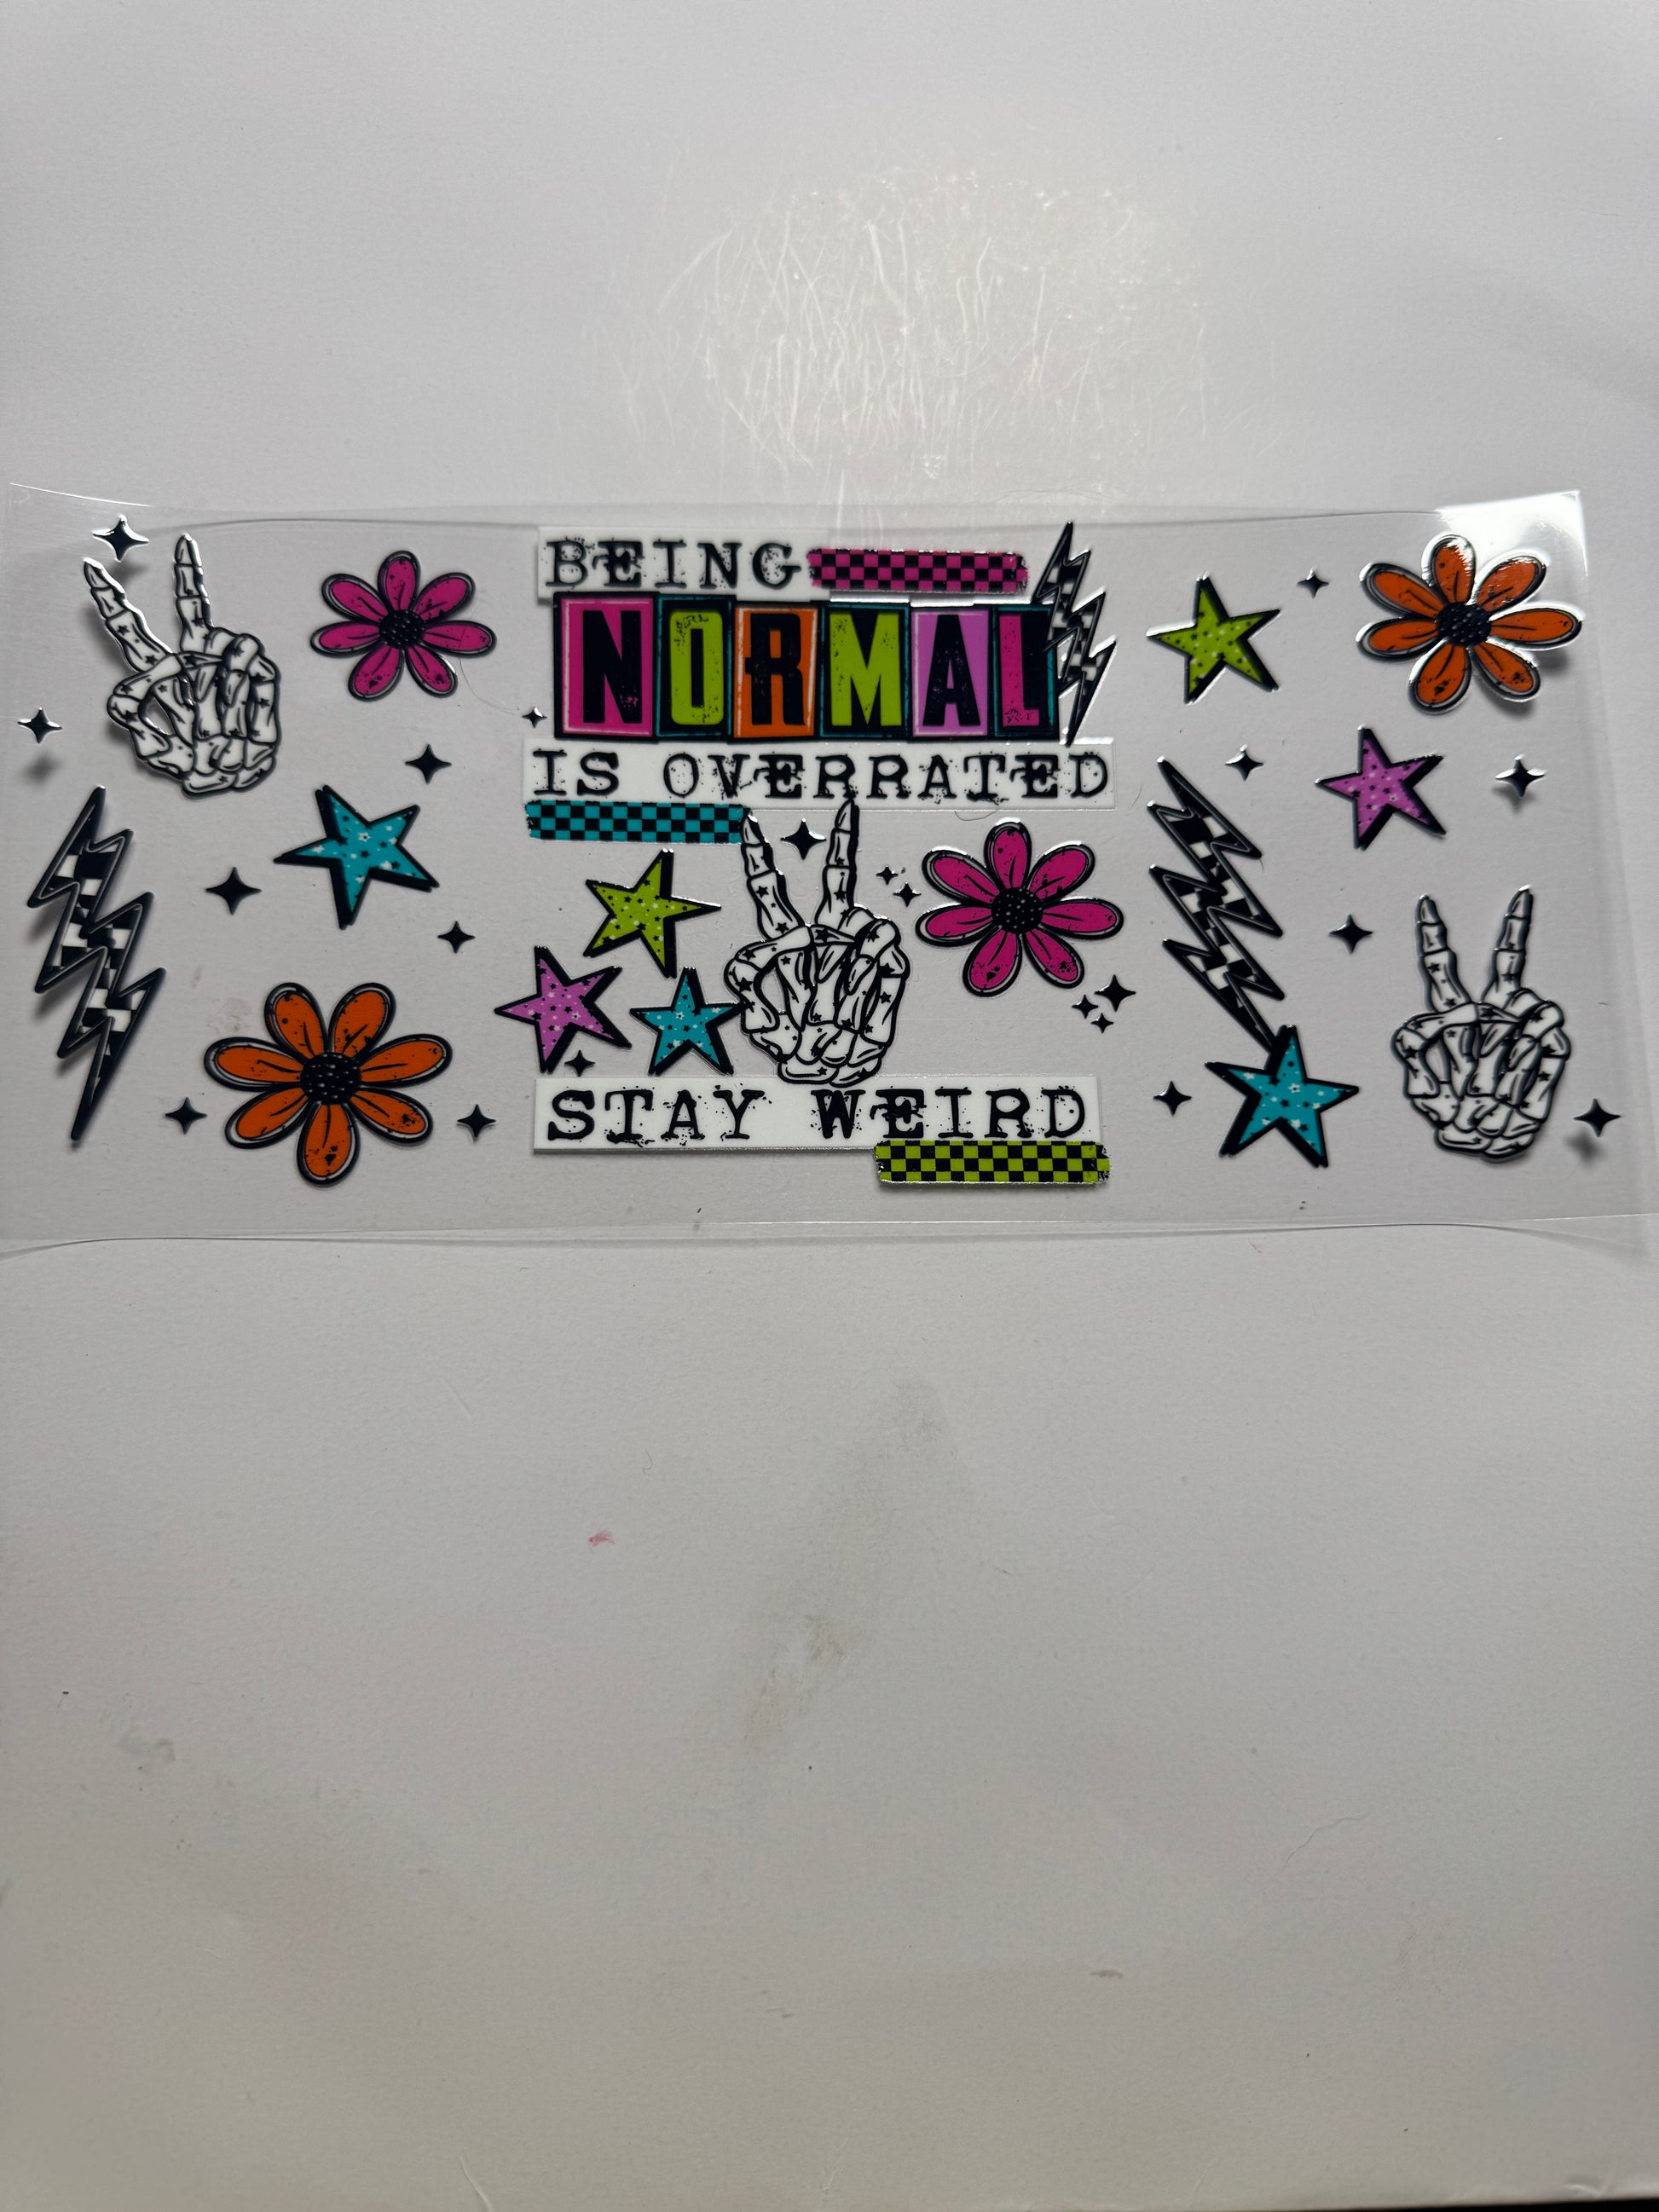 BEING
NORMAL
IS OVERRATED
STAY WEIRD